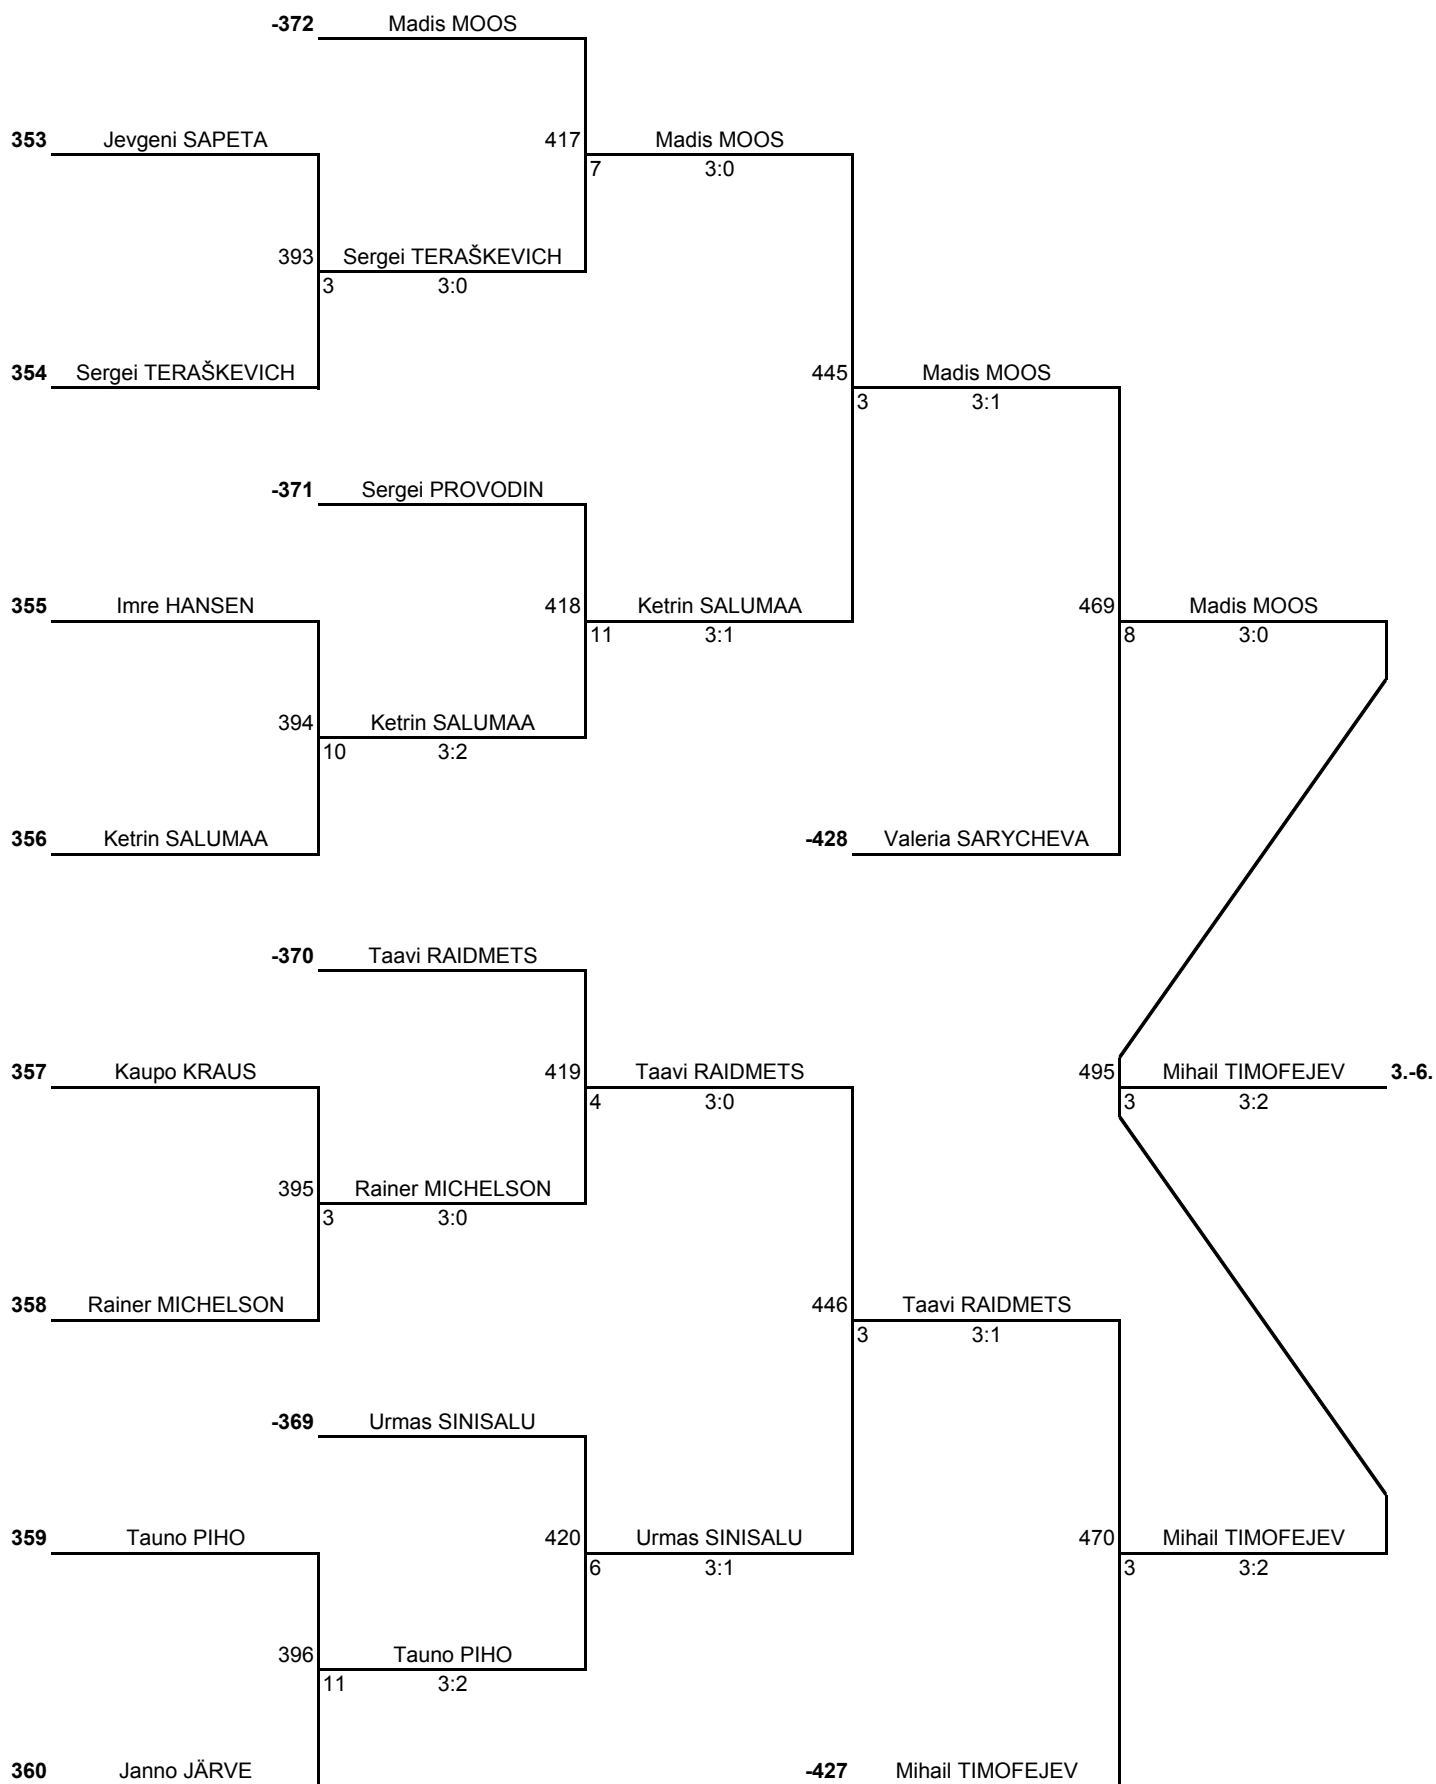 -372 Madis MOOS
353 Jevgeni SAPETA 417 Madis MOOS
7 3:0
393 Sergei TERAŠKEVICH
3 3:0
354 Sergei TERAŠKEVICH 445 Madis MOOS
3 3:1
-371 Sergei PROVODIN
355 Imre HANSEN 418 Ketrin SALUMAA 469 Madis MOOS
11 3:1 8 3:0
394 Ketrin SALUMAA
10 3:2
356 Ketrin SALUMAA -428 Valeria SARYCHEVA
-370 Taavi RAIDMETS
357 Kaupo KRAUS 419 Taavi RAIDMETS 495 Mihail TIMOFEJEV 3.-6.
4 3:0 3 3:2
395 Rainer MICHELSON
3 3:0
358 Rainer MICHELSON 446 Taavi RAIDMETS
3 3:1
-369 Urmas SINISALU
359 Tauno PIHO 420 Urmas SINISALU 470 Mihail TIMOFEJEV
6 3:1 3 3:2
396 Tauno PIHO
11 3:2
360 Janno JÄRVE -427 Mihail TIMOFEJEV